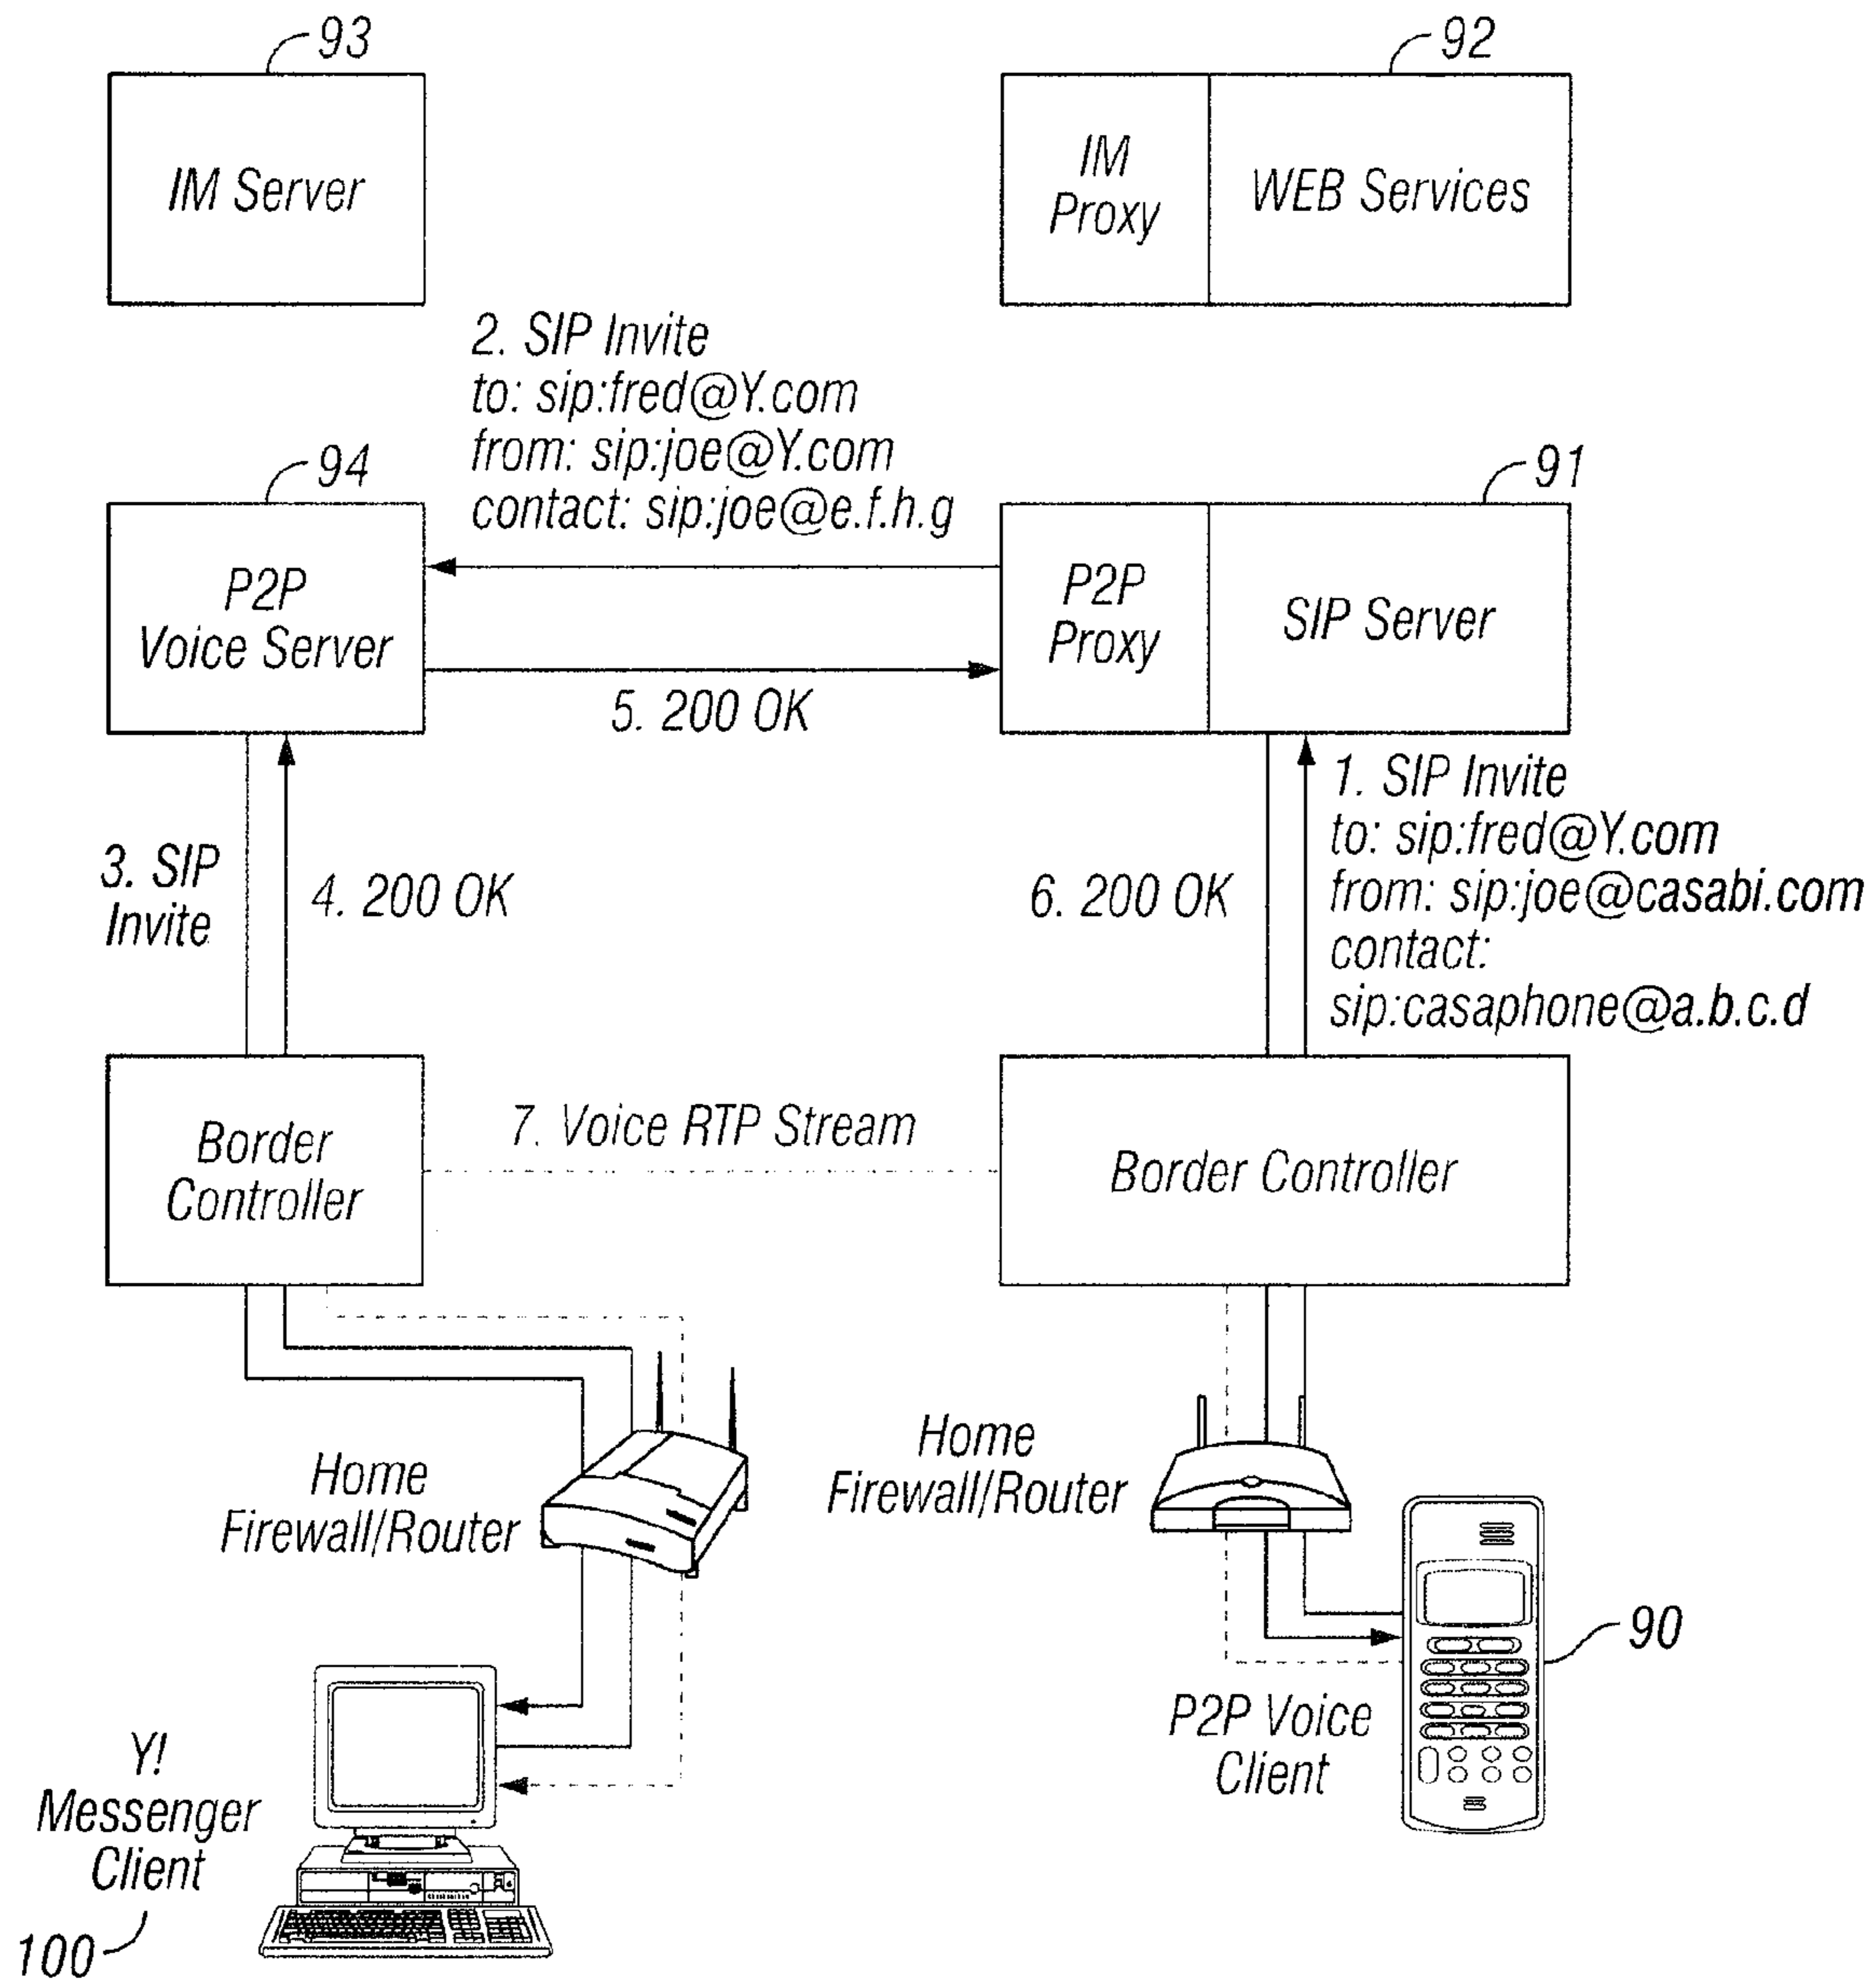 93
92
IM Server
IM
Proxy
WEB Services
2. SIP Invite
to: sip:fred@Y.com
from: sip:joe@Y.com
contact: sip:joe@e.f.h.g
94
91
P2P
Voice Server
P2P
Proxy
SIP Server
5. 200 OK
1. SIP Invite
to: sip:fred@Y.com
from: sip:joe@casabi.com
contact:
sip:casaphone@a.b.c.d
3. SIP
Invite
4. 200 OK
6. 200 OK
Border
Controller
7. Voice RTP Stream
Border Controller
Home
Firewall/Router
Home
Firewall/Router
90
P2P Voice
Client
Y!
Messenger
Client
100